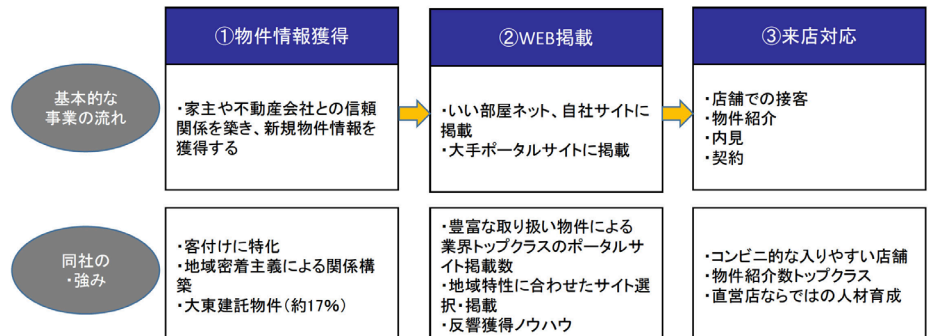 ①物件情報獲得
②WEB掲載
③来店対応
基本的な
事業の流れ
・家主や不動産会社との信頼
関係を築き、新規物件情報を
獲得する
・いい部屋ネット、自社サイトに
掲載
・大手ポータルサイトに掲載
・店舗での接客
・物件紹介
・内見
・契約
同社の
・強み
・客付けに特化
・地域密着主義による関係構
築
・大東建託物件(約17%)
・豊富な取り扱い物件による
業界トップクラスのポータルサ
イト掲載数
・地域特性に合わせたサイト選
択・掲載
・反響獲得ノウハウ
・コンビニ的な入りやすい店舗
・物件紹介数トップクラス
・直営店ならではの人材育成